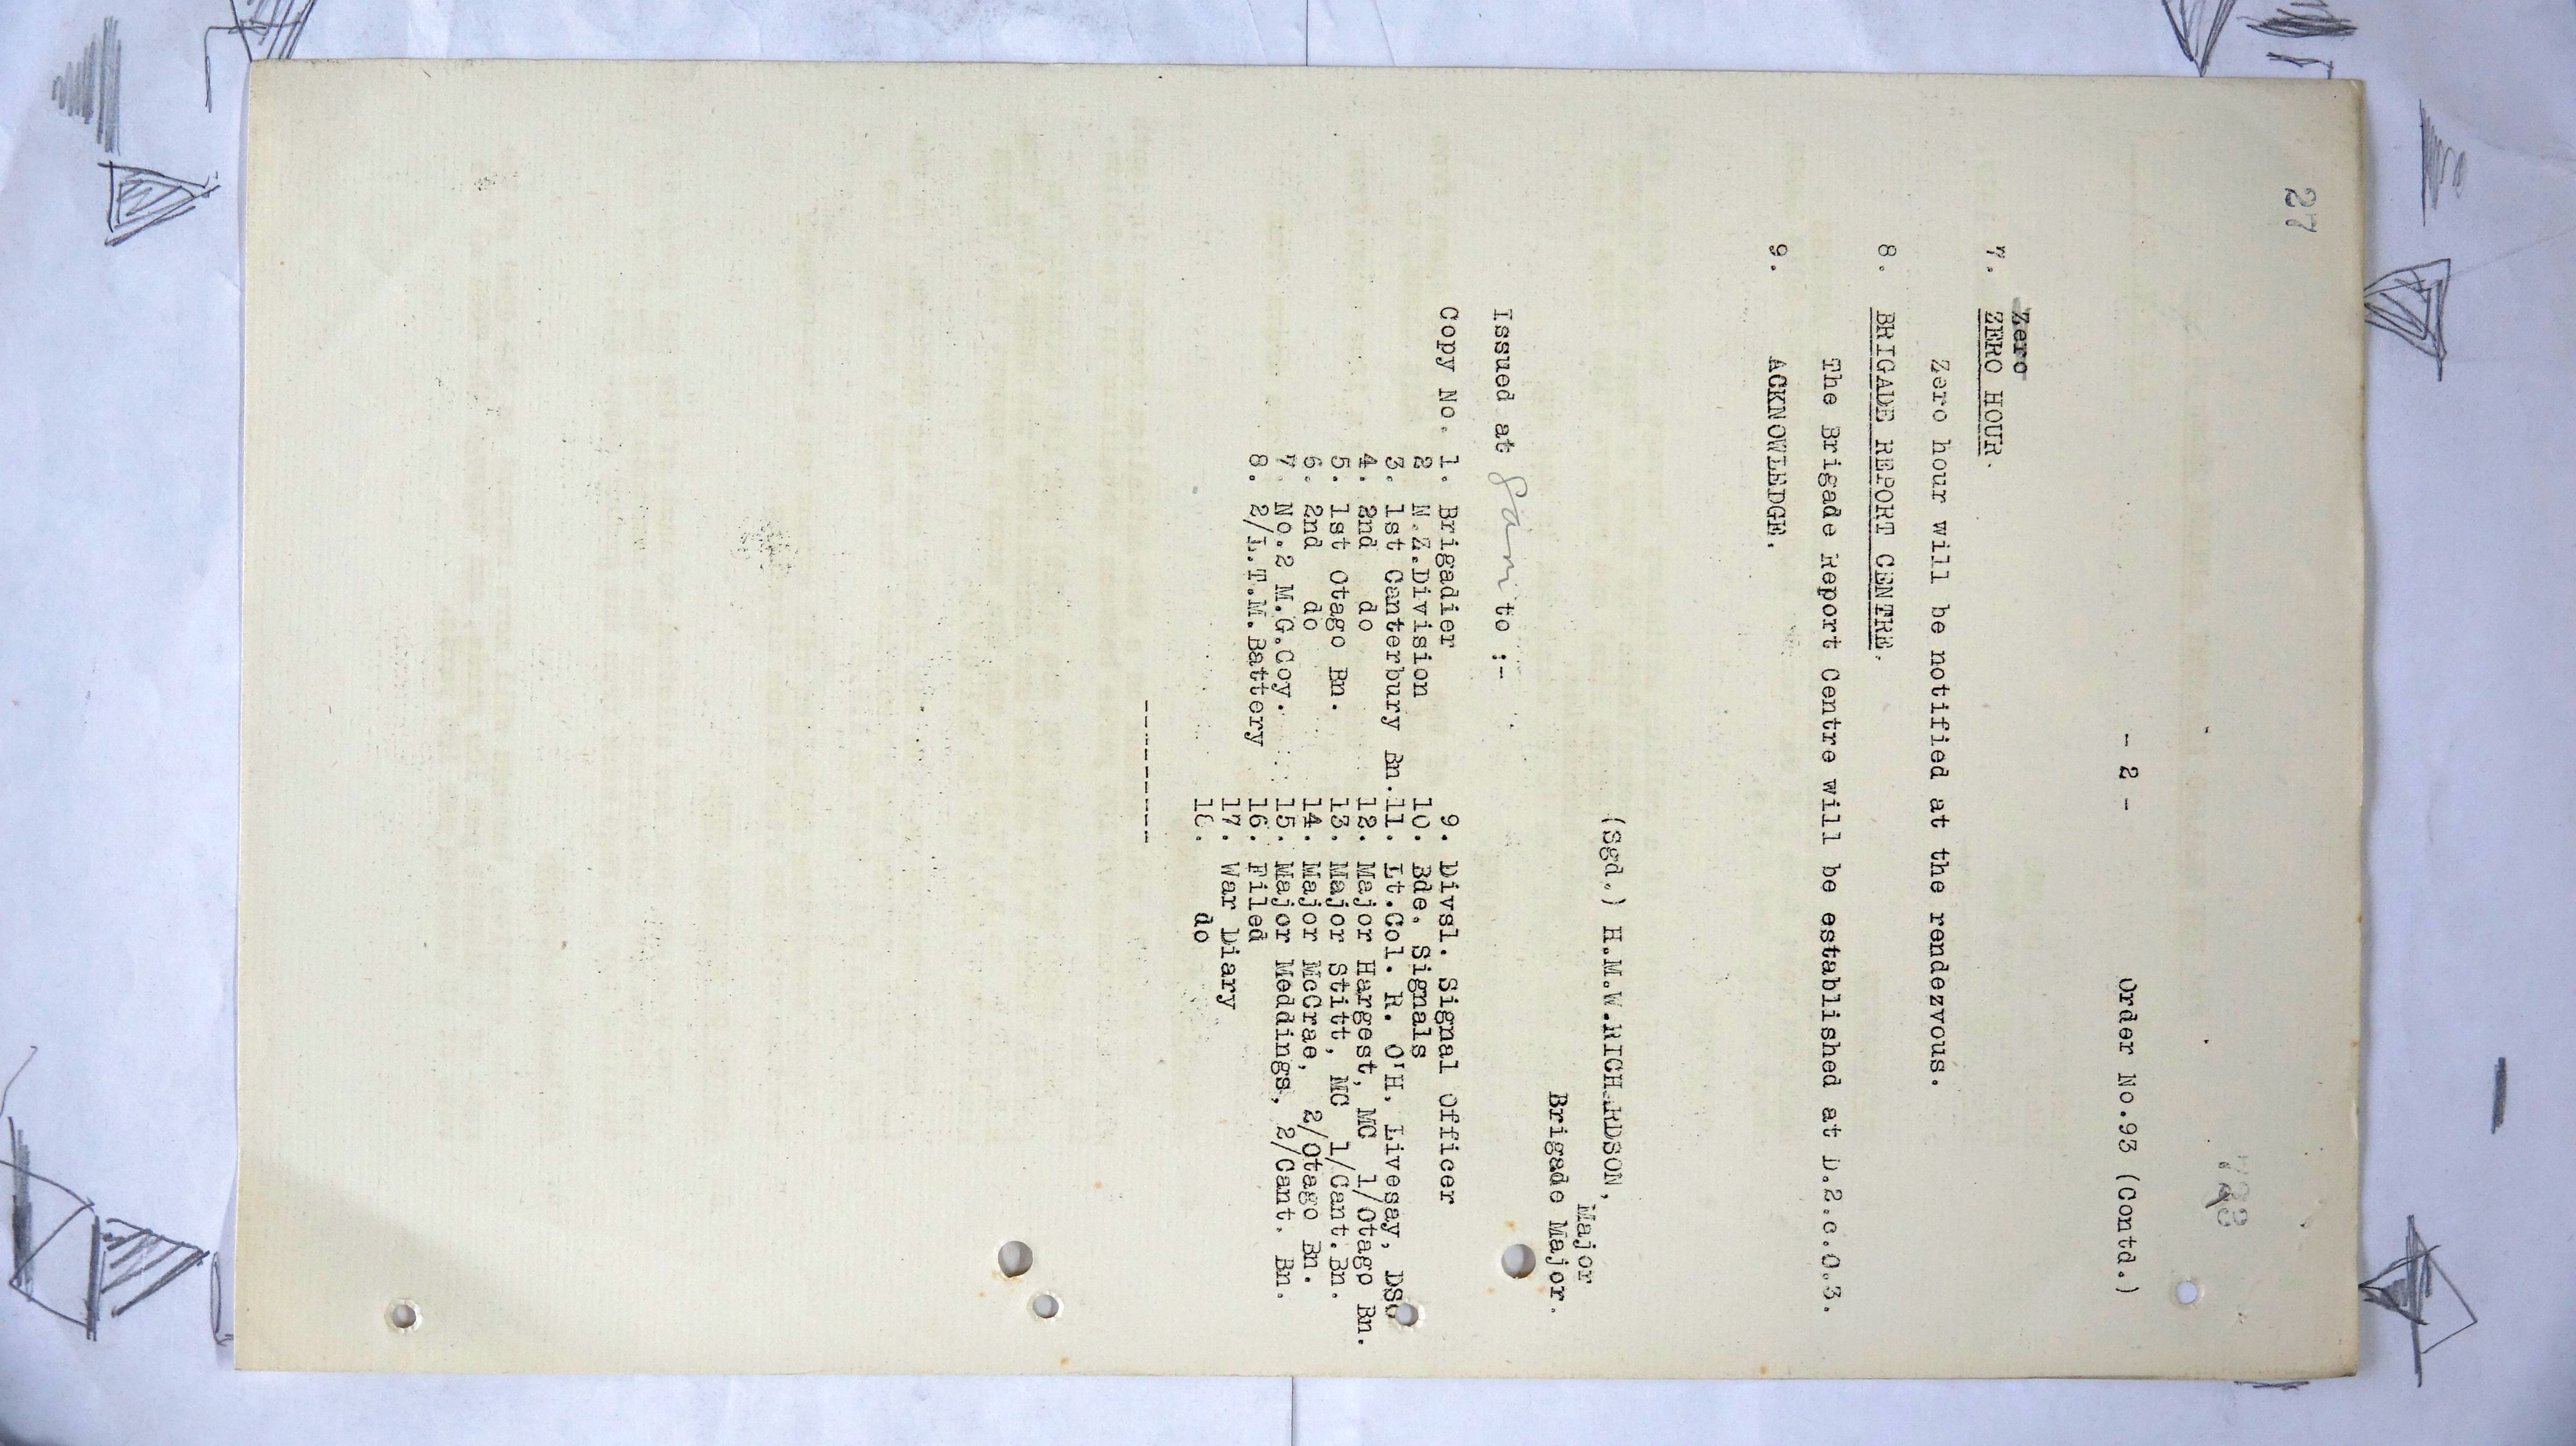 27
- 2 - Order No.93 (Contd.)
Zero
7. ZERO HOUR.
Zero hour will be notified at the rendezvous.
8. BRIGADE REPORT CENTRE.
The Brigade Report Centre will be established at D.2.c.0.3.
9. ACKNOWLEDGE.
(Sgd.) H.M.W.RICHARDSON,
Major
Brigade Major.
Issued at 9am to :-
Copy No. 1. Brigadier 9. Divsl. Signal Officer
2 N.Z.Division 10. Bde. Signals
3. 1st Canterbury Bn. 11. Lt.Col. R. O'H. Livesay, DSO
4. 2nd do 12. Major Hargest, MC 1/Otago Bn.
5. 1st Otago Bn. 13. Major Stitt, MC 1/Cant.Bn.
6. 2nd do 14. Major McCrae, 2/Otago Bn.
7. No.2 M.G.Coy. 15. Major Meddings, 2/Cant. Bn.
8. 2/L.T.M.Battery 16. Filed
17. War Diary
18. do
--------